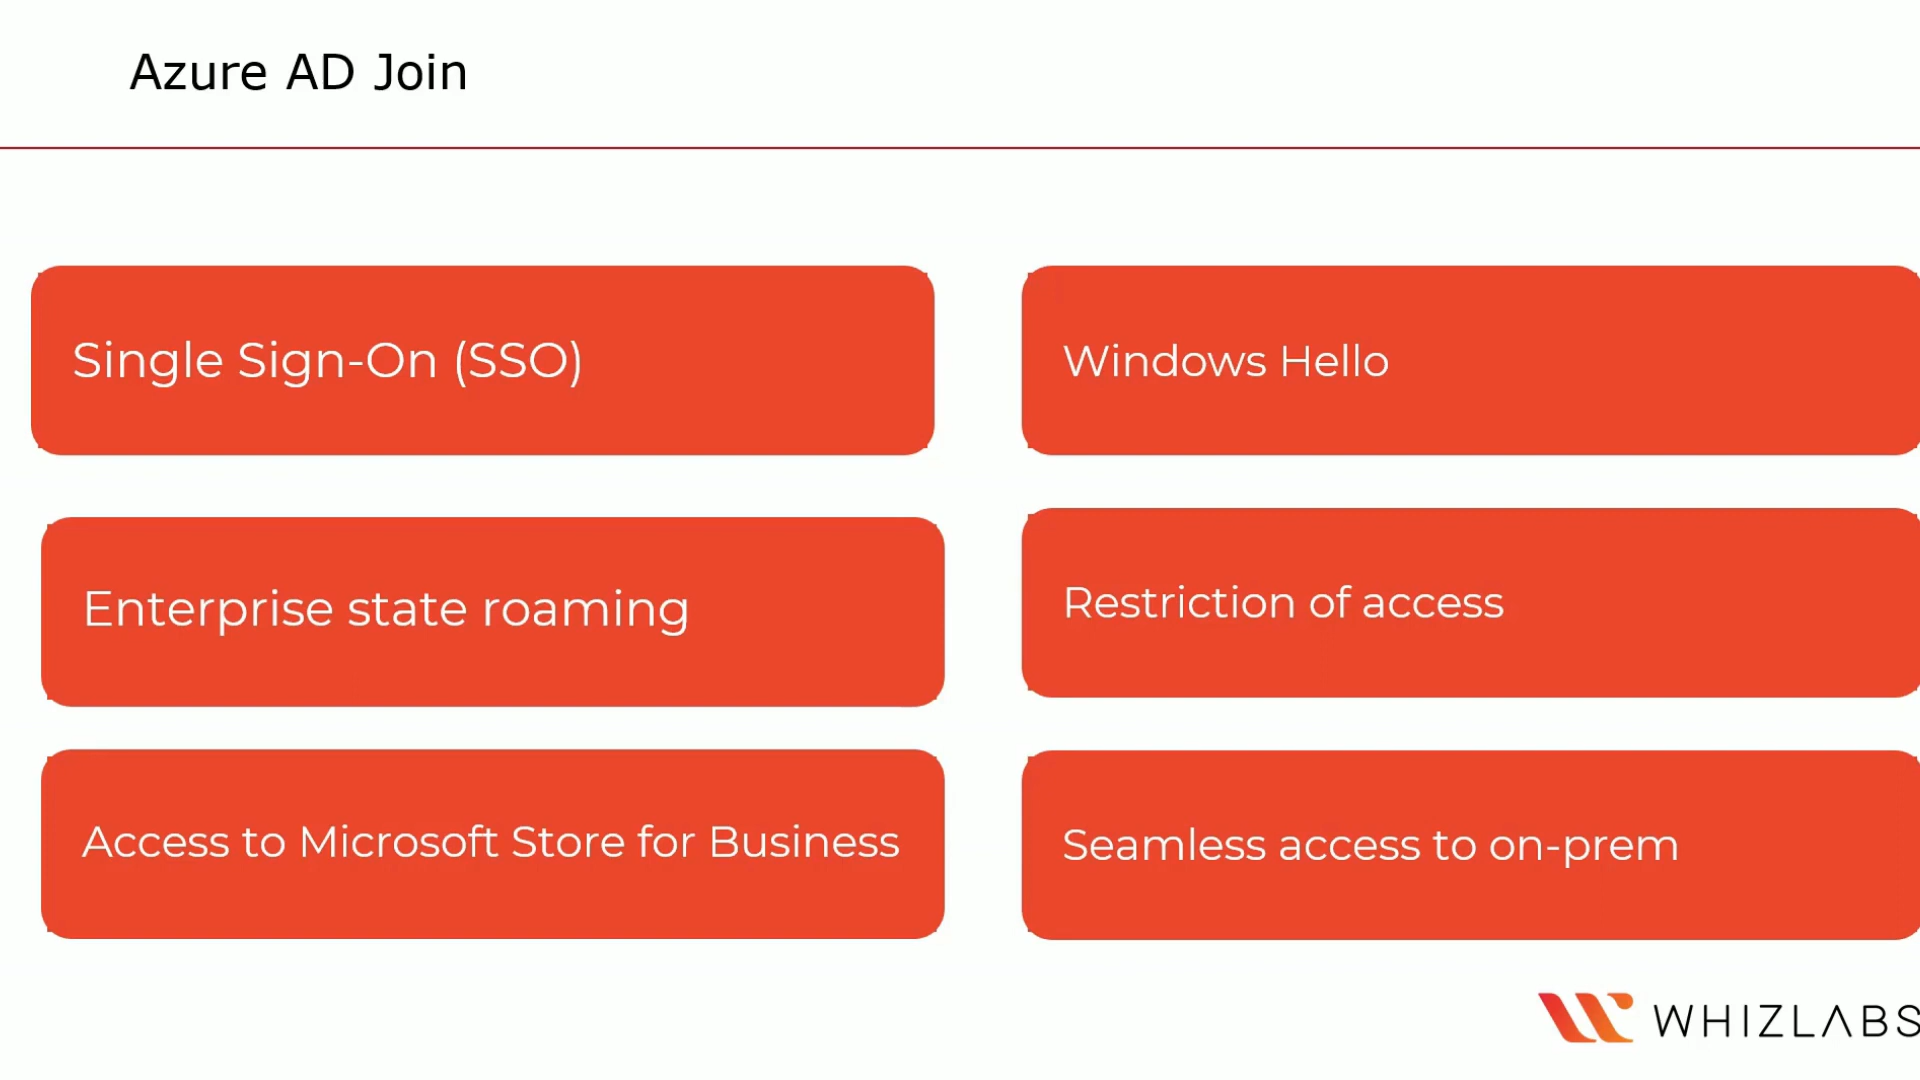 Azure AD Join
Single Sign-On (SSO)
Windows Hello
Enterprise state roaming
Restriction of access
Access to Microsoft Store for Business
Seamless access to on-prem
WHIZLABS